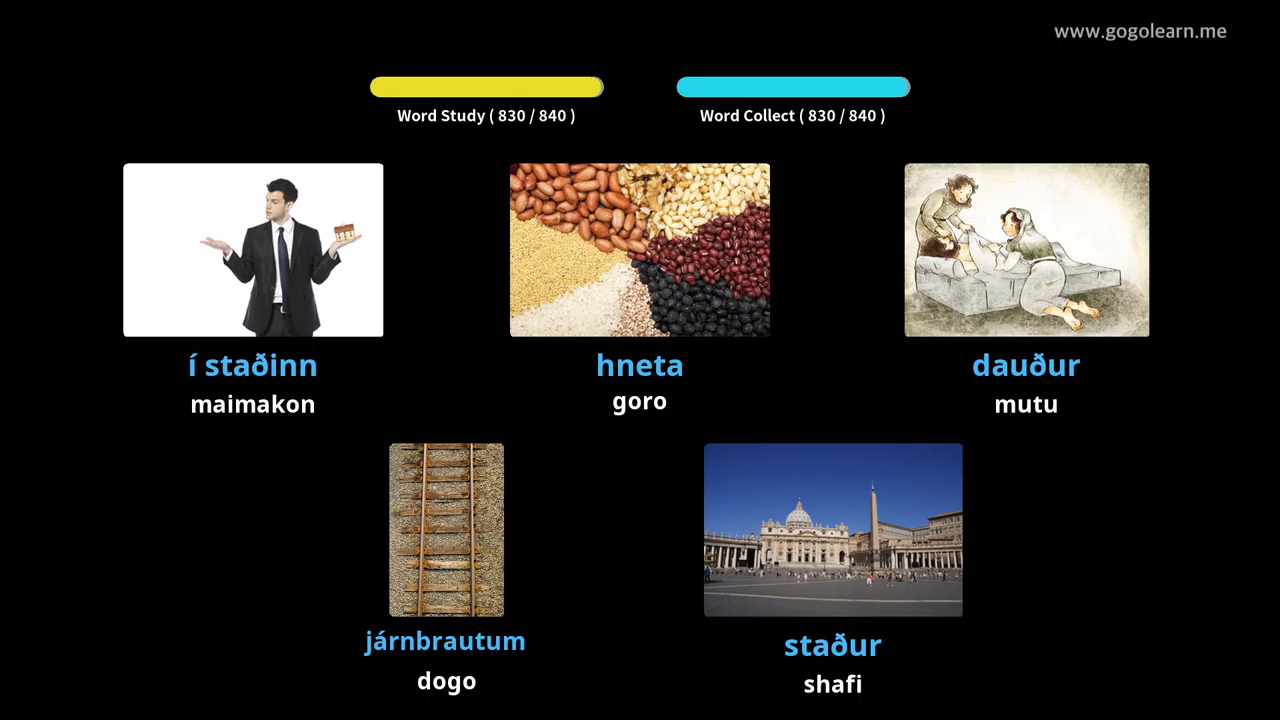 www.gogolearn.me
Word Study ( 830 / 840 )
Word Collect ( 830 / 840 )
í staðinn
maimakon
hneta
goro
dauður
mutu
járnbrautum
dogo
staður
shafi